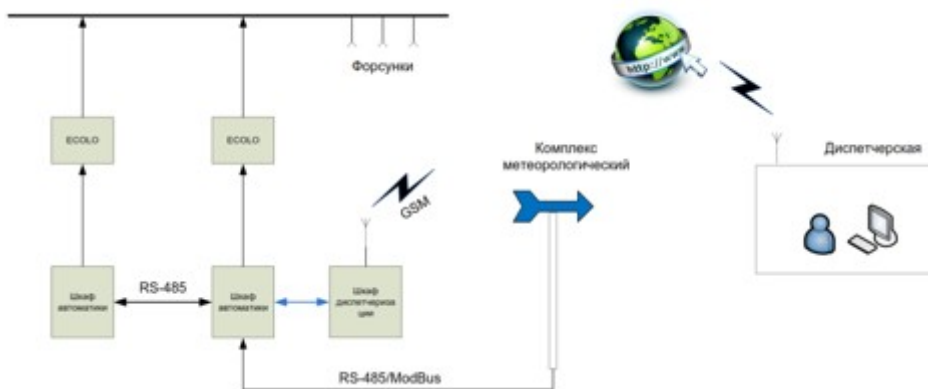 Форсунки
http://www
ECOLO
ECOLO
Комплекс
метеорологический
Диспетчерская
GSM
RS-485
Шкаф
автоматики
Шкаф
автоматики
Шкаф
диспетчериза
ции
RS-485/ModBus